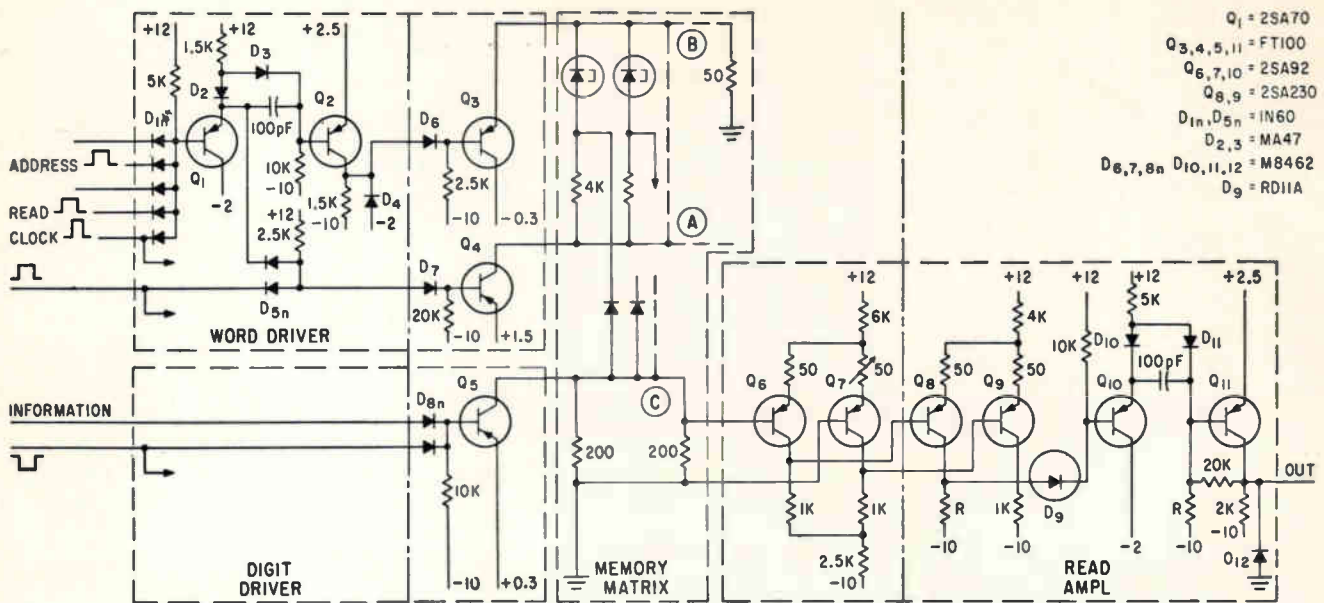 +12
+12
+2.5
1.5K
D3
5K
D2
Q2
D1n
100pF
D6
Q3
ADDRESS
Q1
10K
-10
D4
2.5K
READ
-2
+12
1.5K
-10
-2
-10
-0.3
CLOCK
2.5K
Q4
D7
D5n
20K
-10
+1.5
WORD DRIVER
INFORMATION
D8n
Q5
10K
DIGIT
DRIVER
-10
+0.3
B
50
4K
A
C
200
200
MEMORY
MATRIX
+12
6K
50
50
Q6
Q7
1K
1K
2.5K
-10
+12
4K
50
50
Q8
Q9
R
1K
-10
-10
D9
+12
10K
+12
5K
D10
D11
100pF
Q10
Q11
+2.5
-2
R
-10
20K
2K
-10
OUT
D12
READ
AMPL
Q1 = 2SA70
Q3,4,5,11 = FT100
Q6,7,10 = 2SA92
Q8,9 = 2SA230
D1n, D5n = IN60
D2,3 = MA47
D6,7,8n D10,11,12 = M8462
D9 = RD11A